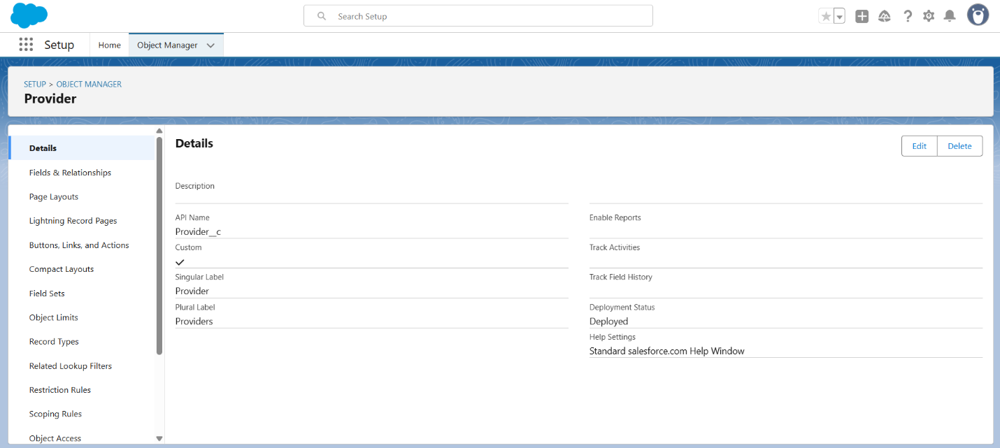 Search Setup
Setup
Home
Object Manager
SETUP > OBJECT MANAGER
Provider
Details
Fields & Relationships
Page Layouts
Lightning Record Pages
Buttons, Links, and Actions
Compact Layouts
Field Sets
Object Limits
Record Types
Related Lookup Filters
Restriction Rules
Scoping Rules
Object Access
Details
Edit
Delete
Description
API Name
Provider__c
Custom
Singular Label
Provider
Plural Label
Providers
Enable Reports
Track Activities
Track Field History
Deployment Status
Deployed
Help Settings
Standard salesforce.com Help Window